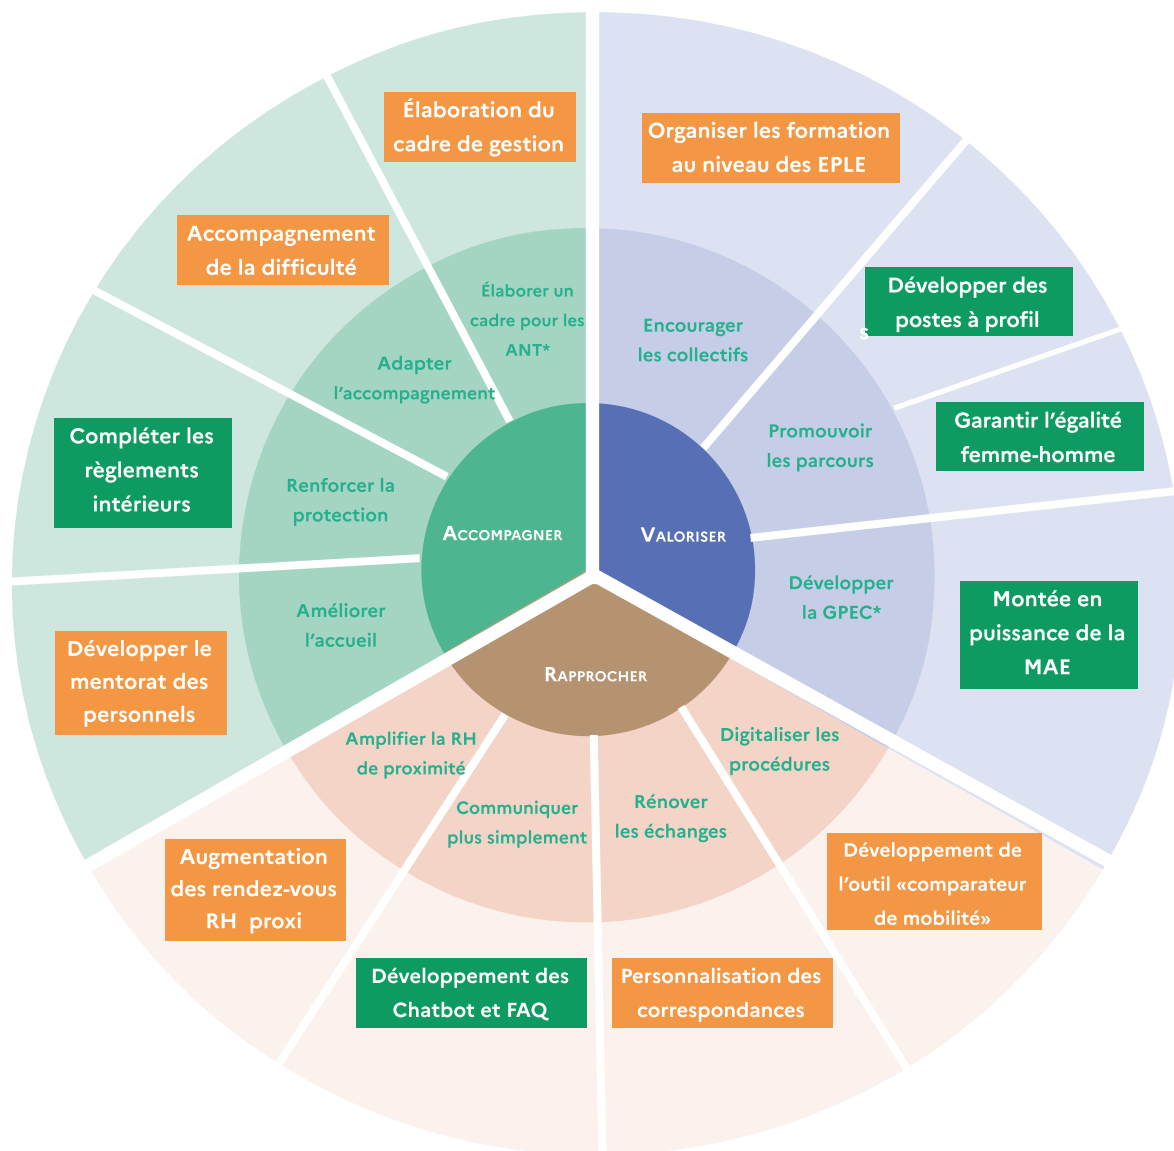 Élaboration du
cadre de gestion
Organiser les formation
au niveau des EPLE
Accompagnement
de la difficulté
Élaborer un
cadre pour les
ANT*
Encourager
les collectifs
Développer des
postes à profil
s
Adapter
l'accompagnement
Promouvoir
les parcours
Garantir l'égalité
femme-homme
Compléter les
règlements
intérieurs
Renforcer la
protection
ACCOMPAGNER
VALORISER
Développer
la GPEC*
Montée en
puissance de la
MAE
Améliorer
l'accueil
Développer le
mentorat des
personnels
RAPPROCHER
Amplifier la RH
de proximité
Communiquer
plus simplement
Rénover
les échanges
Digitaliser les
procédures
Augmentation
des rendez-vous
RH proxi
Développement des
Chatbot et FAQ
Personnalisation des
correspondances
Développement de
l'outil «comparateur
de mobilité»